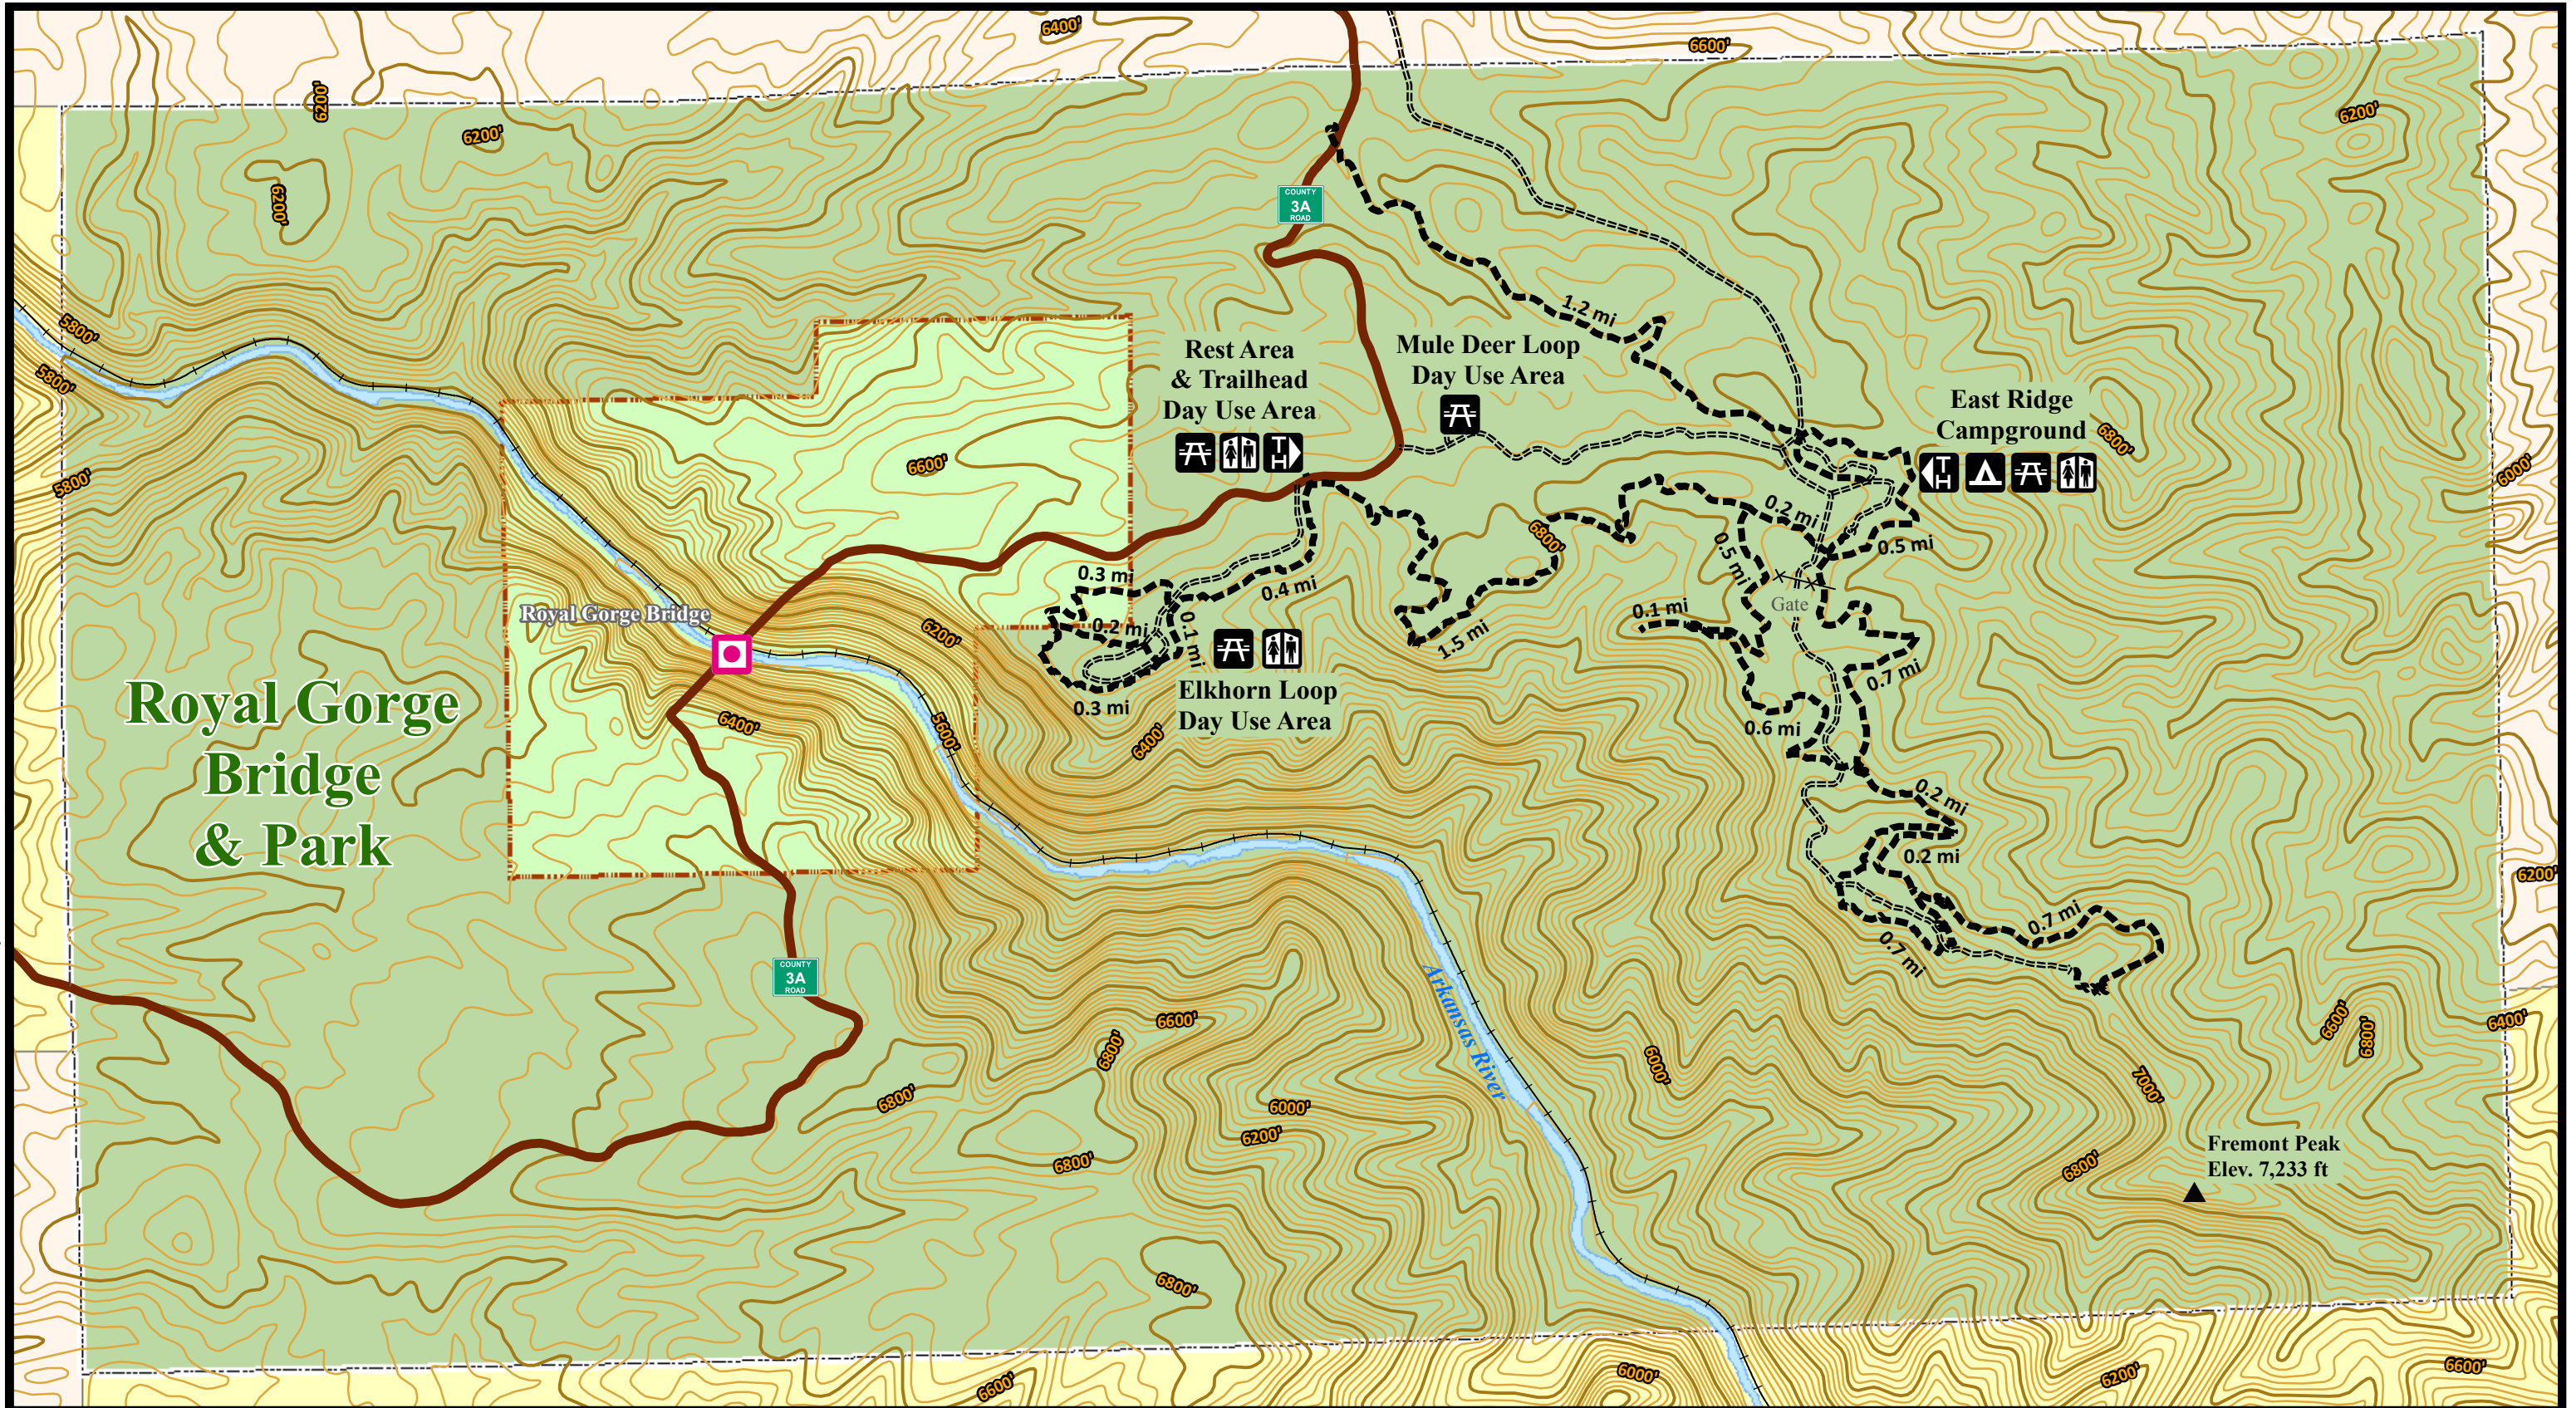 6400'
6600'
6200'
6200'
6200'
6200'
COUNTY
3A
ROAD
5800'
5800'
5800'
1.2 mi
Rest Area
& Trailhead
Day Use Area
TH
Mule Deer Loop
Day Use Area
East Ridge
Campground
TH
6800'
6000'
6600'
6800'
0.2 mi
0.5 mi
0.5 mi
Gate
0.3 mi
0.4 mi
0.2 mi
0.1 mi
0.3 mi
1.5 mi
0.1 mi
0.7 mi
0.6 mi
Royal Gorge Bridge
6200'
6400'
5600'
6400'
Elkhorn Loop
Day Use Area
Royal Gorge
Bridge
& Park
0.2 mi
0.2 mi
0.7 mi
0.7 mi
6200'
COUNTY
3A
ROAD
Arkansas River
6600'
6800'
6800'
6000'
6200'
6800'
6000'
7000'
6600'
6800'
6400'
Fremont Peak
Elev. 7,233 ft
6800'
6800'
6600'
6000'
6200'
6600'